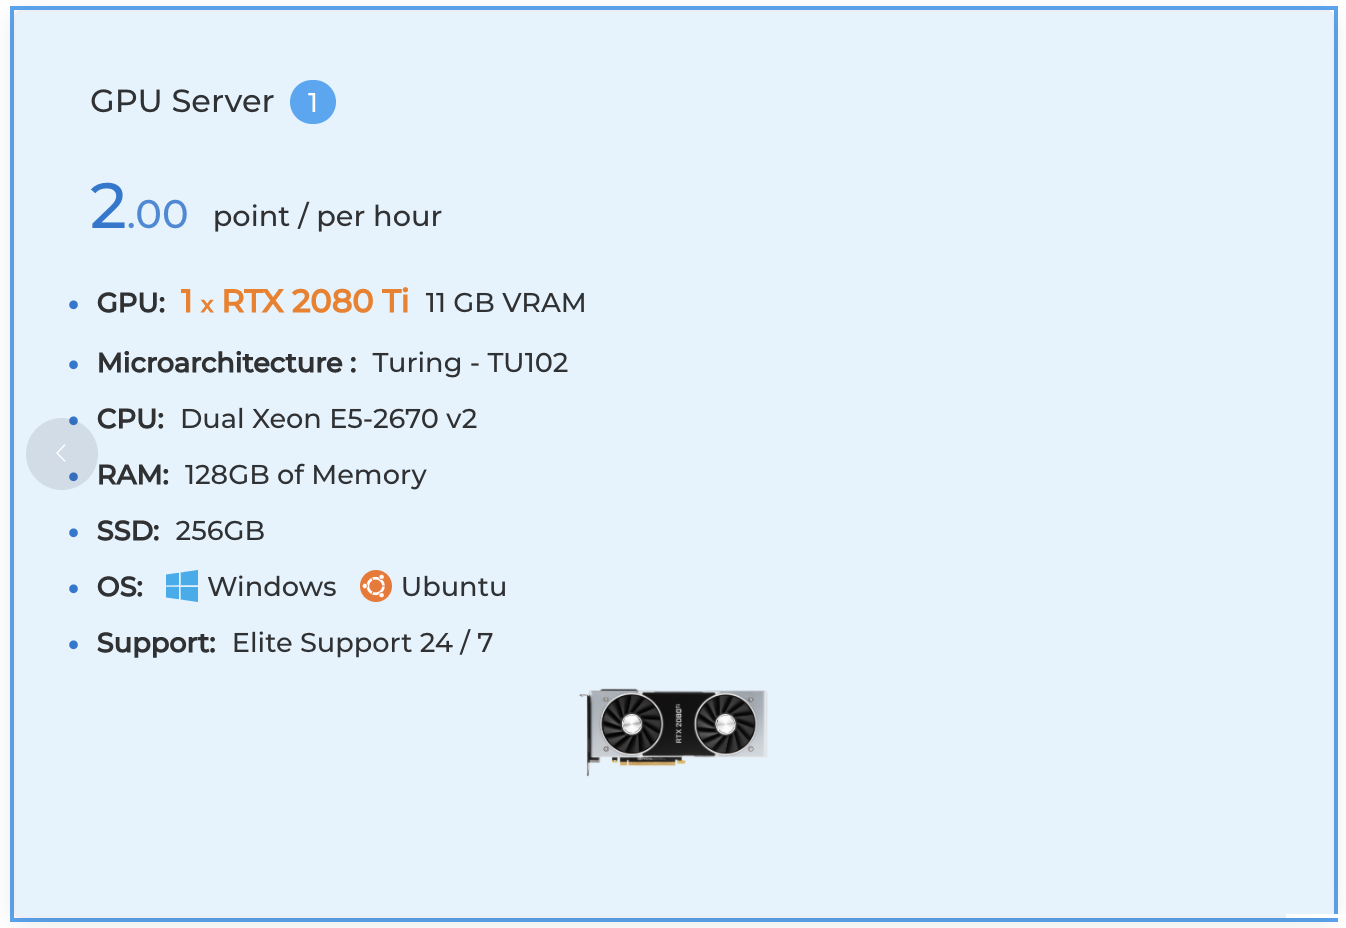 GPU Server 1
2.00 point / per hour
GPU: 1 x RTX 2080 Ti 11 GB VRAM
Microarchitecture : Turing - TU102
CPU: Dual Xeon E5-2670 v2
RAM: 128GB of Memory
SSD: 256GB
OS: Windows Ubuntu
Support: Elite Support 24 / 7
RTX 2080Ti